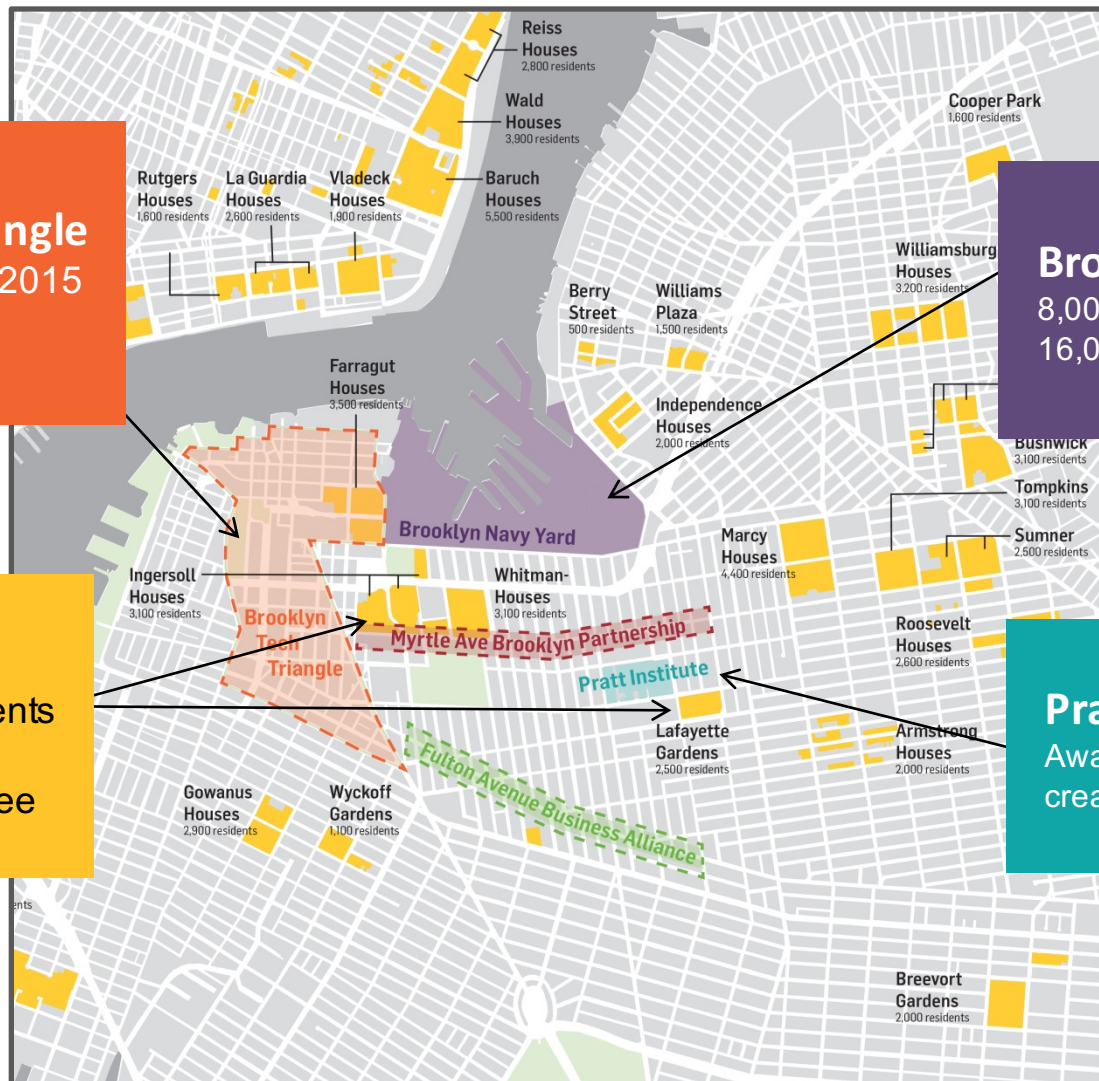 Reiss
Houses
2,800 residents
Wald
Houses
3,900 residents
Cooper Park
1,600 residents
Rutgers
Houses
1,600 residents
La Guardia
Houses
2,600 residents
Vladeck
Houses
1,900 residents
Baruch
Houses
5,500 residents
ngle
2015
Williamsburg
Houses
3,200 residents
Bro
8,00
16,0
Berry
Street
500 residents
Williams
Plaza
1,500 residents
Farragut
Houses
3,500 residents
Independence
Houses
2,000 residents
Bushwick
3,100 residents
Tompkins
3,100 residents
Brooklyn Navy Yard
Marcy
Houses
4,400 residents
Sumner
2,500 residents
Ingersoll
Houses
3,100 residents
Whitman-
Houses
3,100 residents
Brooklyn
Tech
Triangle
Myrtle Ave Brooklyn Partnership
Roosevelt
Houses
2,600 residents
Pratt Institute
ents
ee
Lafayette
Gardens
2,500 residents
Armstrong
Houses
2,000 residents
Pra
Awa
crea
Fulton Avenue Business Alliance
Gowanus
Houses
2,900 residents
Wyckoff
Gardens
1,100 residents
ents
Breevort
Gardens
2,000 residents